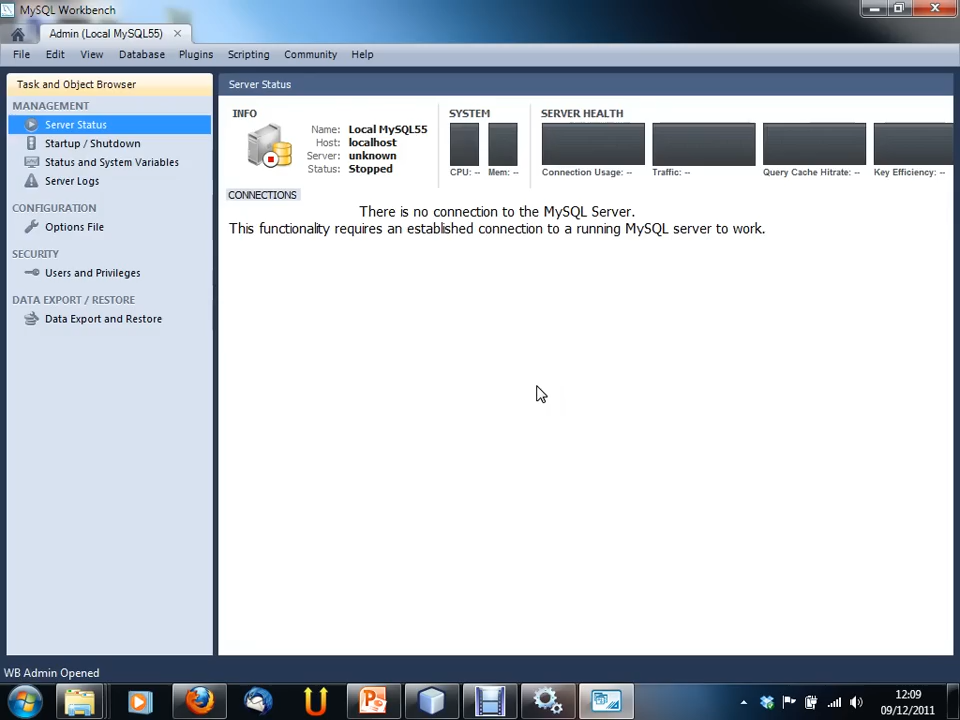 MySQL Workbench
Admin (Local MySQL55)
File Edit View Database Plugins Scripting Community Help
Task and Object Browser
MANAGEMENT
Server Status
Startup / Shutdown
Status and System Variables
Server Logs
CONFIGURATION
Options File
SECURITY
Users and Privileges
DATA EXPORT / RESTORE
Data Export and Restore
Server Status
INFO
Name: Local MySQL55
Host: localhost
Server: unknown
Status: Stopped
SYSTEM
CPU: -- Mem: --
SERVER HEALTH
Connection Usage: -- Traffic: -- Query Cache Hitrate: -- Key Efficiency: --
CONNECTIONS
There is no connection to the MySQL Server.
This functionality requires an established connection to a running MySQL server to work.
WB Admin Opened
12:09
09/12/2011